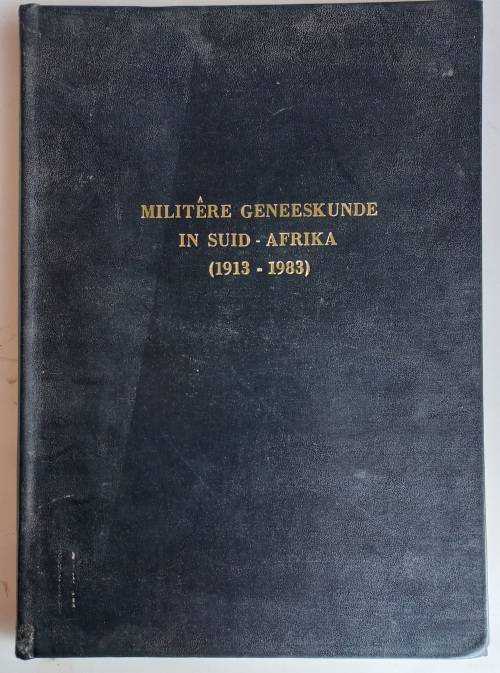 MILITÊRE GENEESKUNDE
IN SUID - AFRIKA
(1913 - 1983)